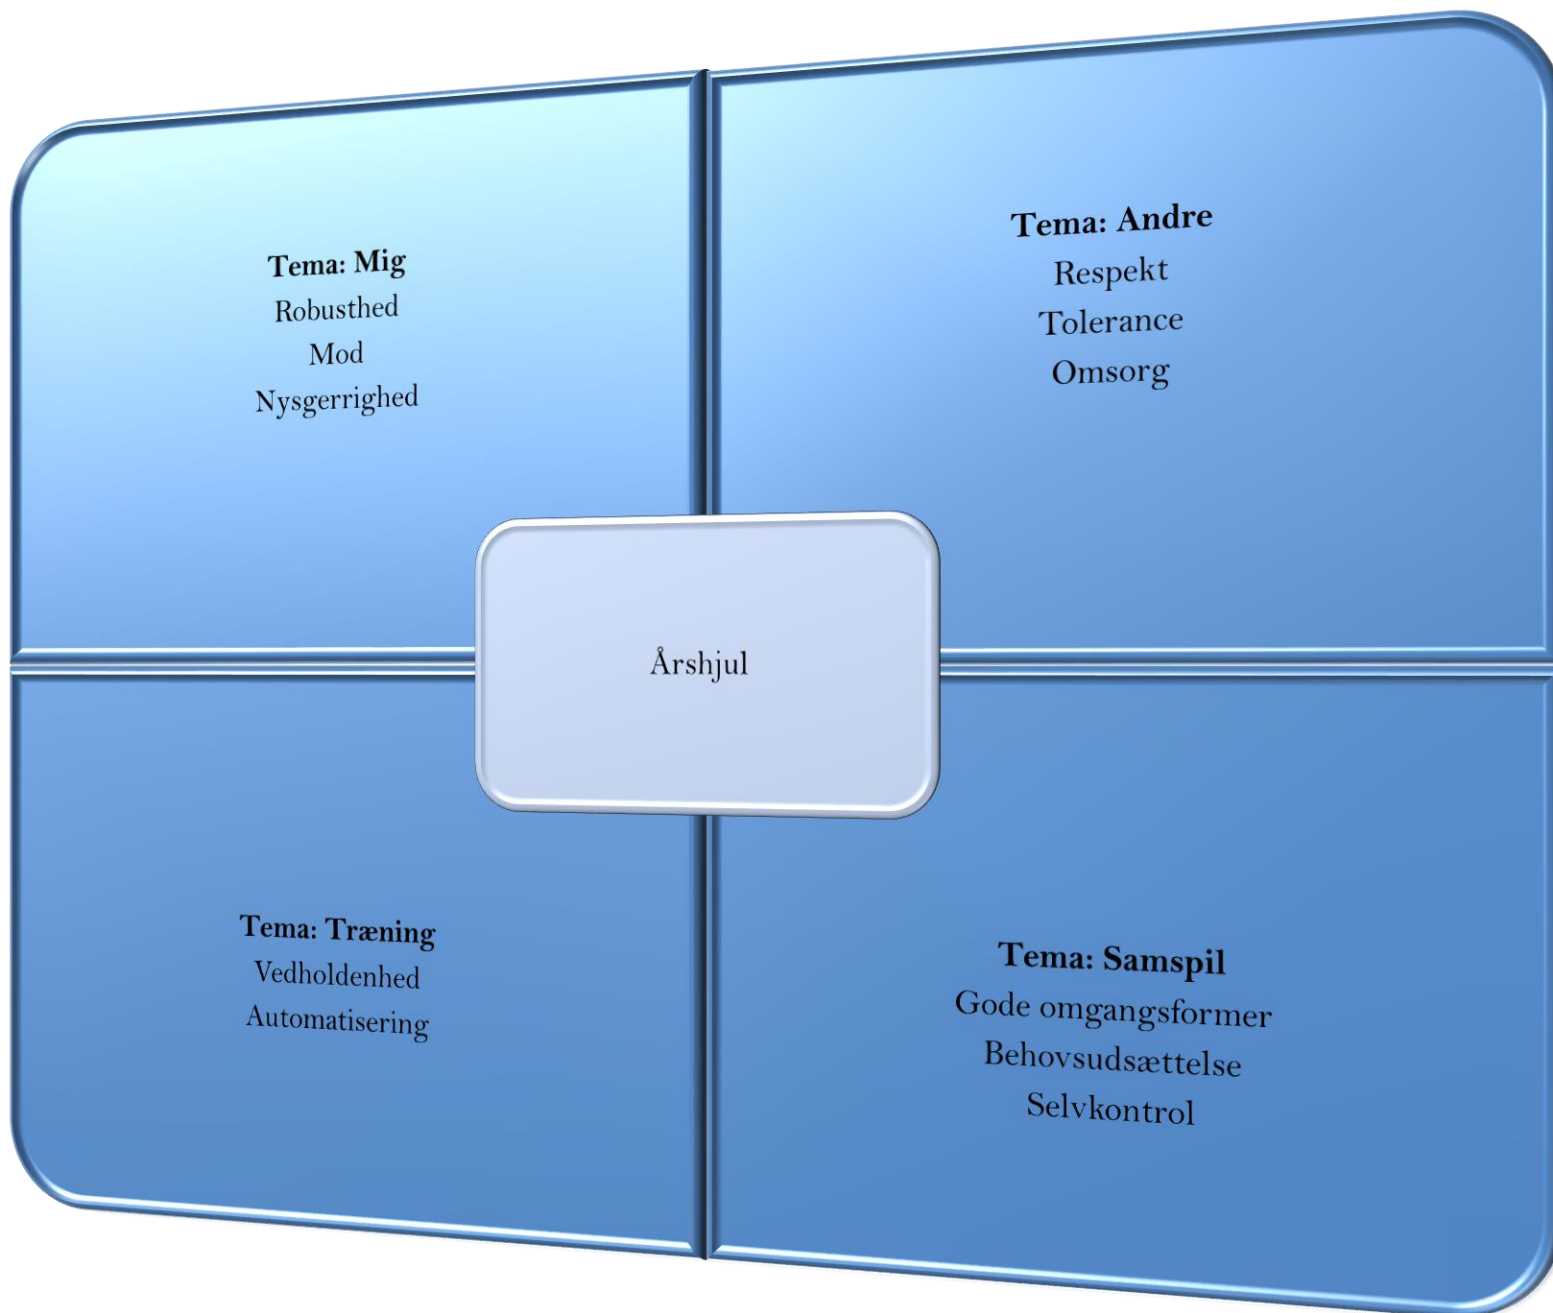 Tema: Mig
Robusthed
Mod
Nysgerrighed
Tema: Andre
Respekt
Tolerance
Omsorg
Årshjul
Tema: Træning
Vedholdenhed
Automatisering
Tema: Samspil
Gode omgangsformer
Behovsudsættelse
Selvkontrol